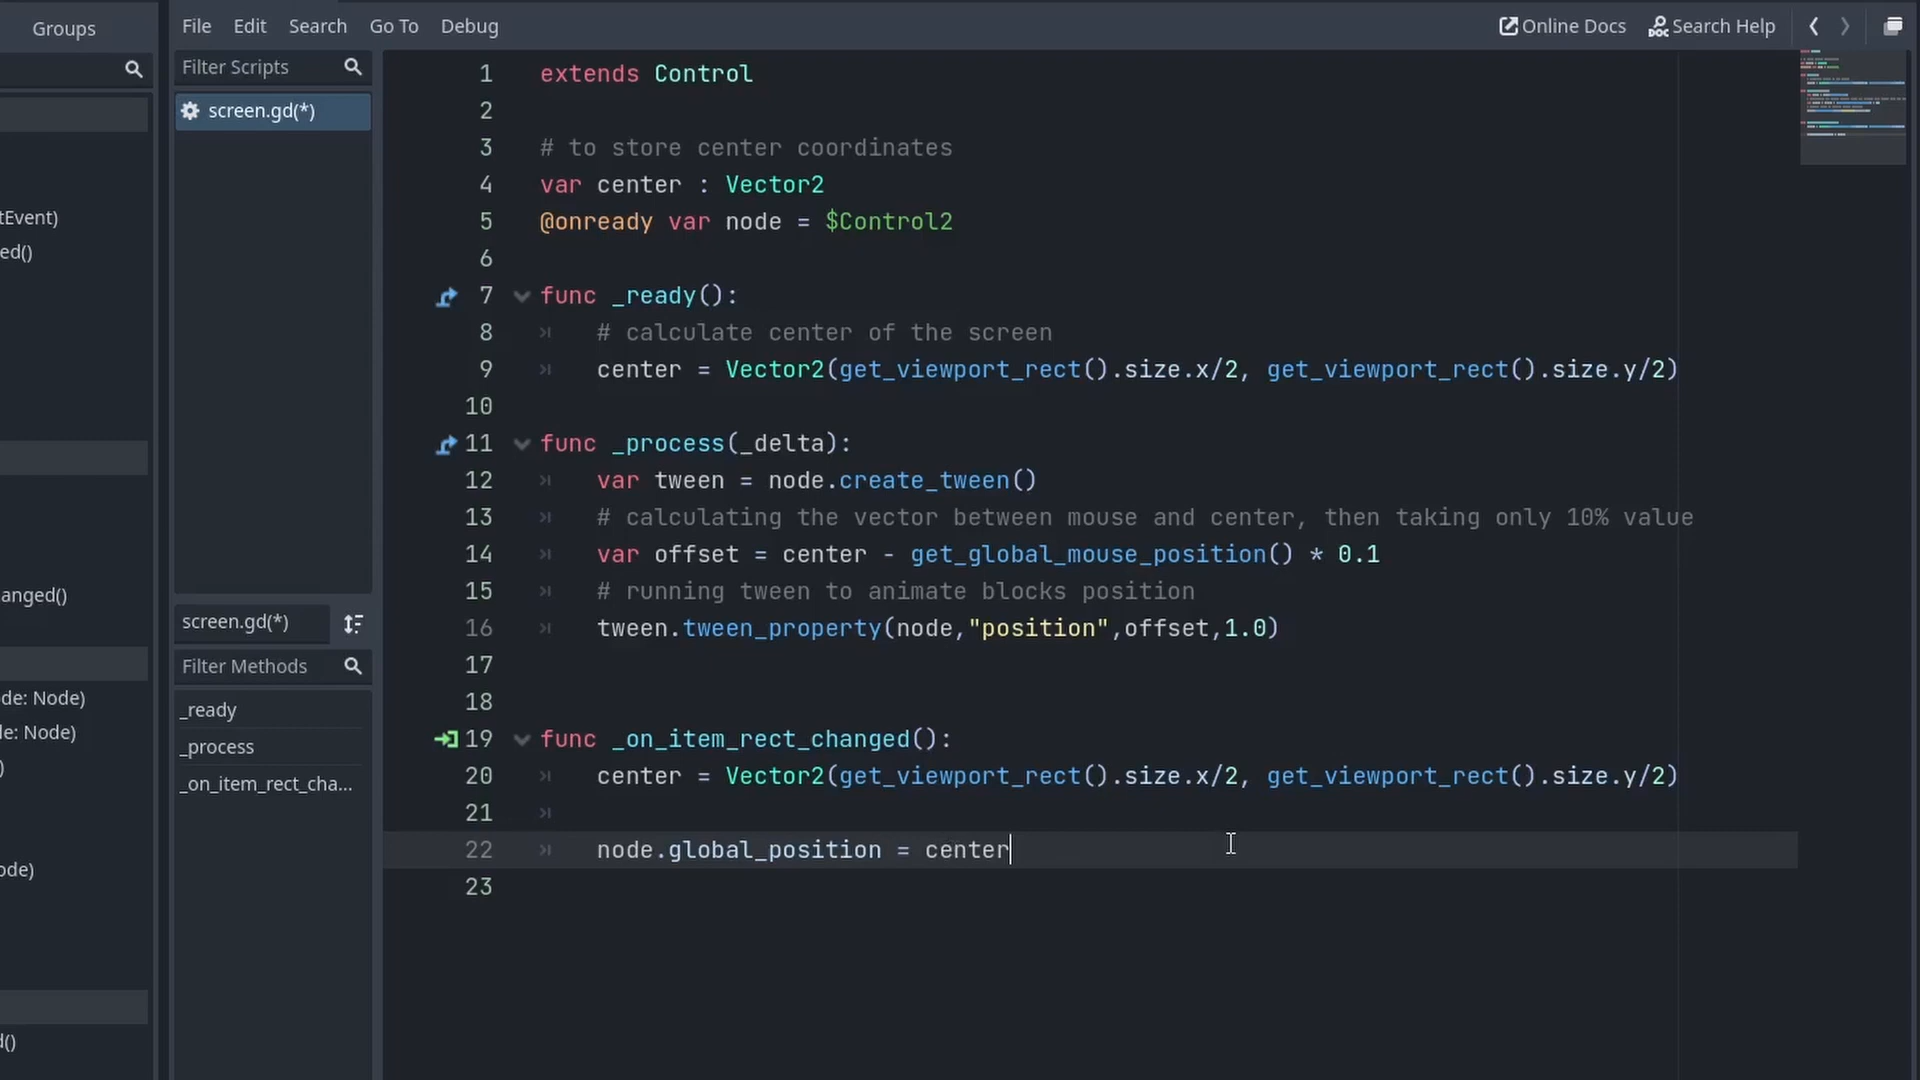 Groups
File Edit Search Go To Debug
Online Docs Search Help
Filter Scripts
screen.gd(*)
tEvent)
ed()
anged()
de: Node)
le: Node)
)
ode)
d()
screen.gd(*)
Filter Methods
_ready
_process
_on_item_rect_cha...
1 extends Control
2
3 # to store center coordinates
4 var center : Vector2
5 @onready var node = $Control2
6
7 func _ready():
8 # calculate center of the screen
9 center = Vector2(get_viewport_rect().size.x/2, get_viewport_rect().size.y/2)
10
11 func _process(_delta):
12 var tween = node.create_tween()
13 # calculating the vector between mouse and center, then taking only 10% value
14 var offset = center - get_global_mouse_position() * 0.1
15 # running tween to animate blocks position
16 tween.tween_property(node,"position",offset,1.0)
17
18
19 func _on_item_rect_changed():
20 center = Vector2(get_viewport_rect().size.x/2, get_viewport_rect().size.y/2)
21
22 node.global_position = center
23